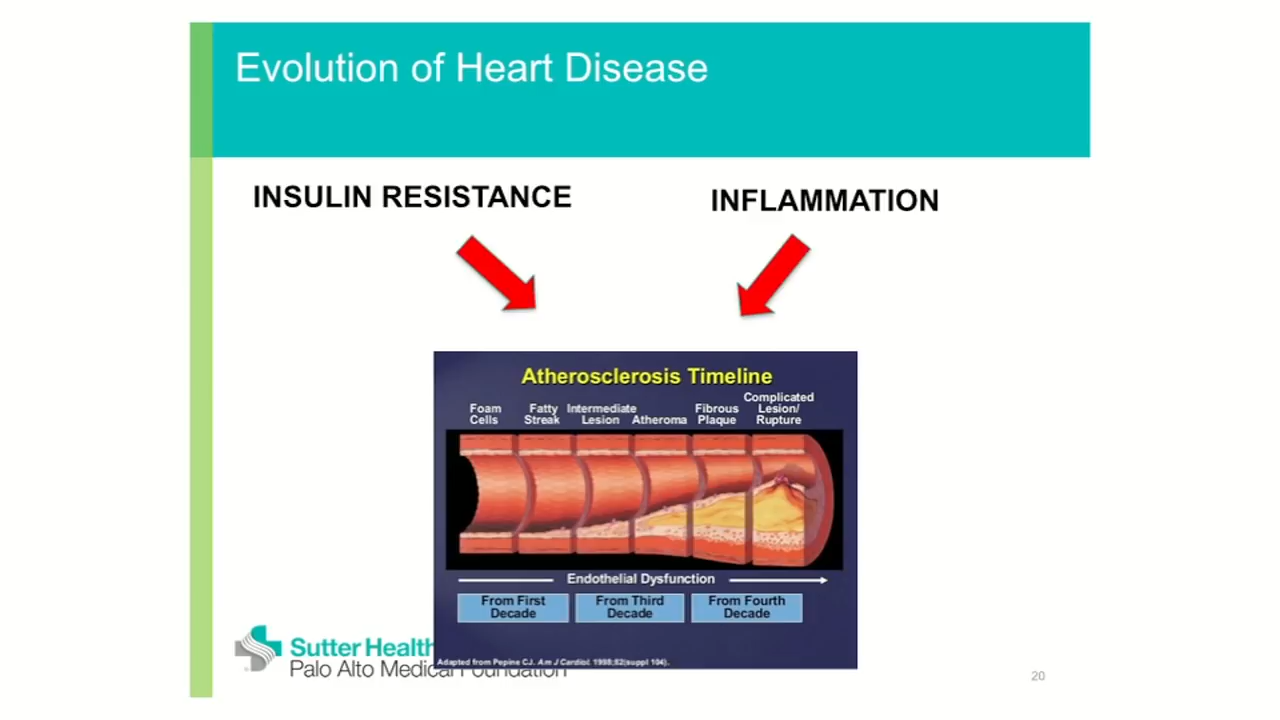 Evolution of Heart Disease
INSULIN RESISTANCE
INFLAMMATION
Atherosclerosis Timeline
Foam
Cells
Fatty
Streak
Intermediate
Lesion
Atheroma
Fibrous
Plaque
Complicated
Lesion/
Rupture
Endothelial Dysfunction
From First
Decade
From Third
Decade
From Fourth
Decade
Adapted from Pepine CJ. Am J Cardiol. 1998;82(suppl 104).
Sutter Health
Palo Alto Medical Foundation
20